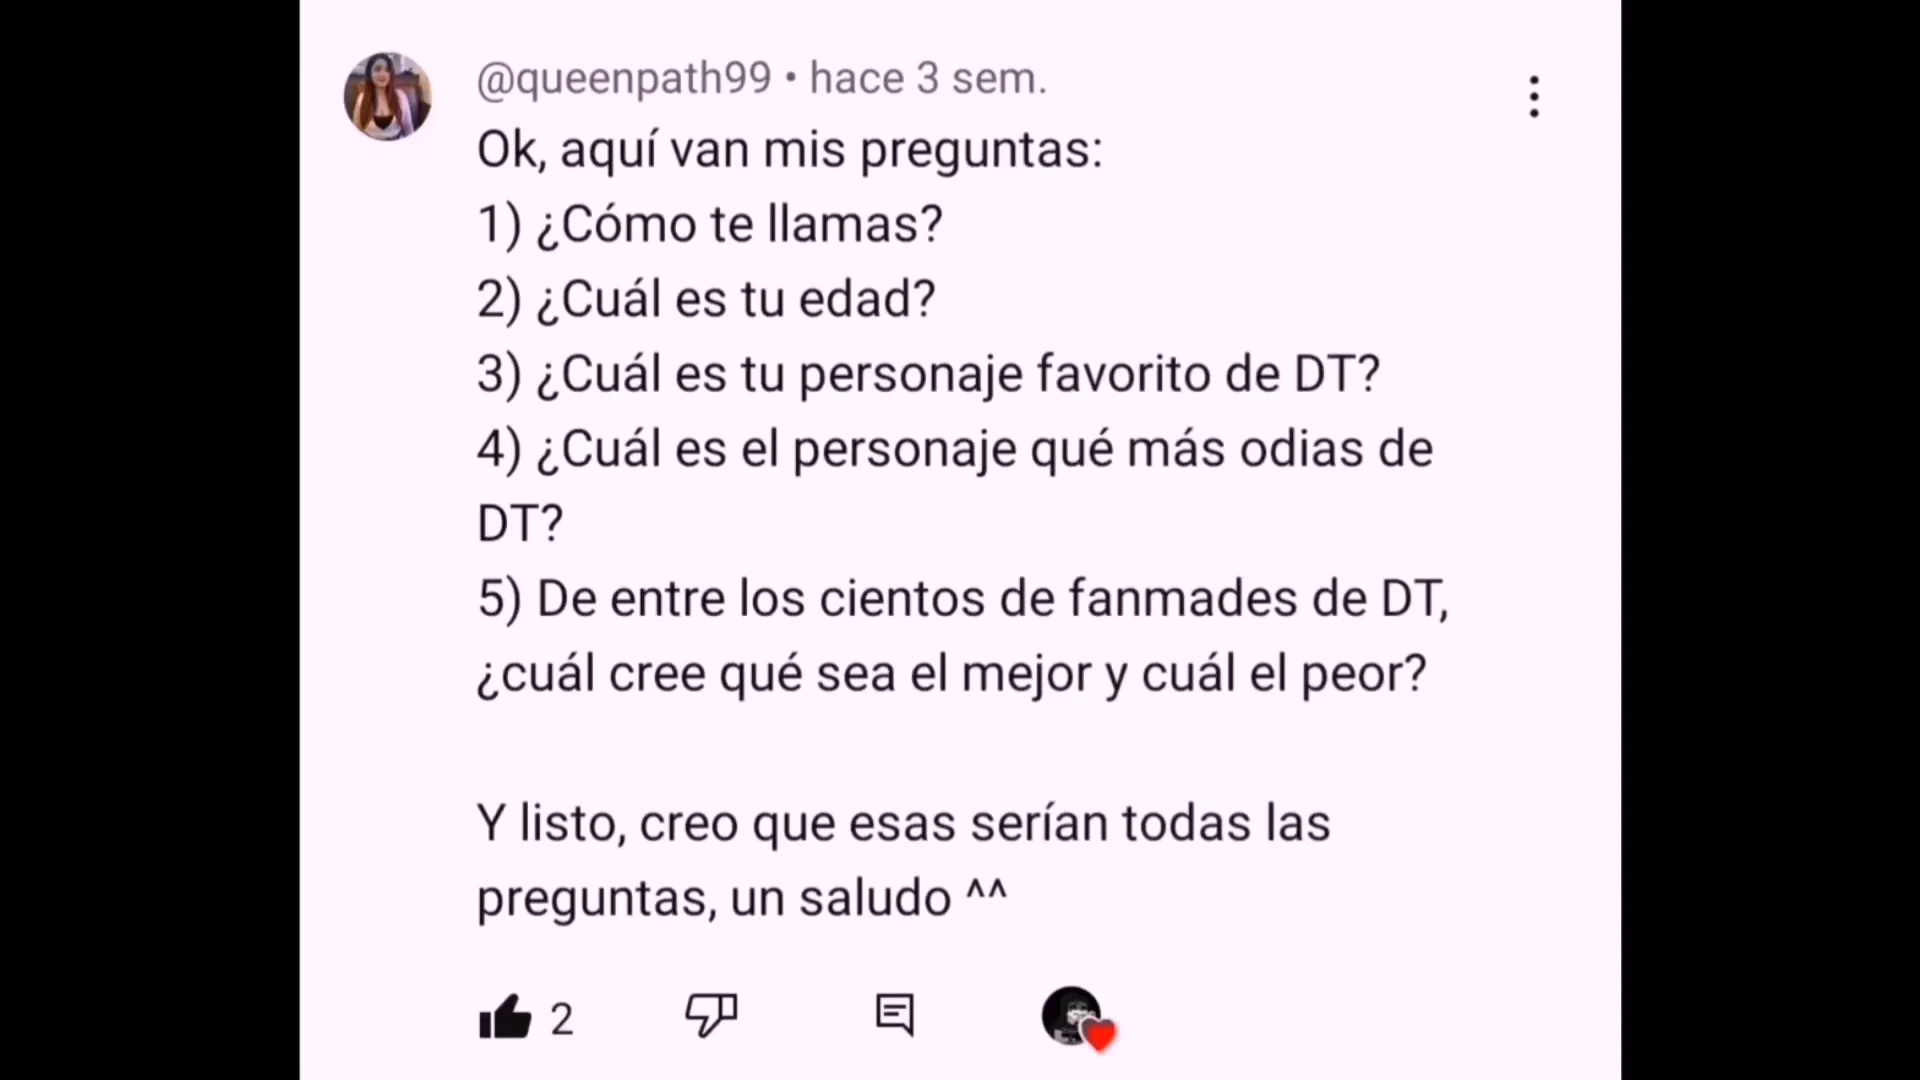 @queenpath99 • hace 3 sem.
Ok, aquí van mis preguntas:
1) ¿Cómo te llamas?
2) ¿Cuál es tu edad?
3) ¿Cuál es tu personaje favorito de DT?
4) ¿Cuál es el personaje qué más odias de
DT?
5) De entre los cientos de fanmades de DT,
¿cuál cree qué sea el mejor y cuál el peor?
Y listo, creo que esas serían todas las
preguntas, un saludo ^^
2